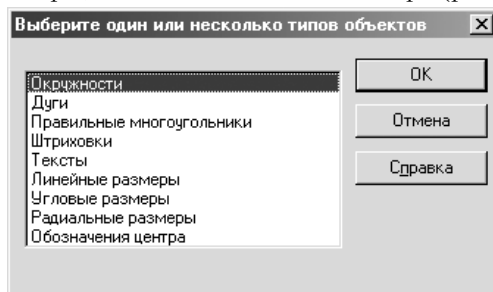 Выберите один или несколько типов объектов
Окружности
Дуги
Правильные многоугольники
Штриховки
Тексты
Линейные размеры
Угловые размеры
Радиальные размеры
Обозначения центра
OK
Отмена
Справка